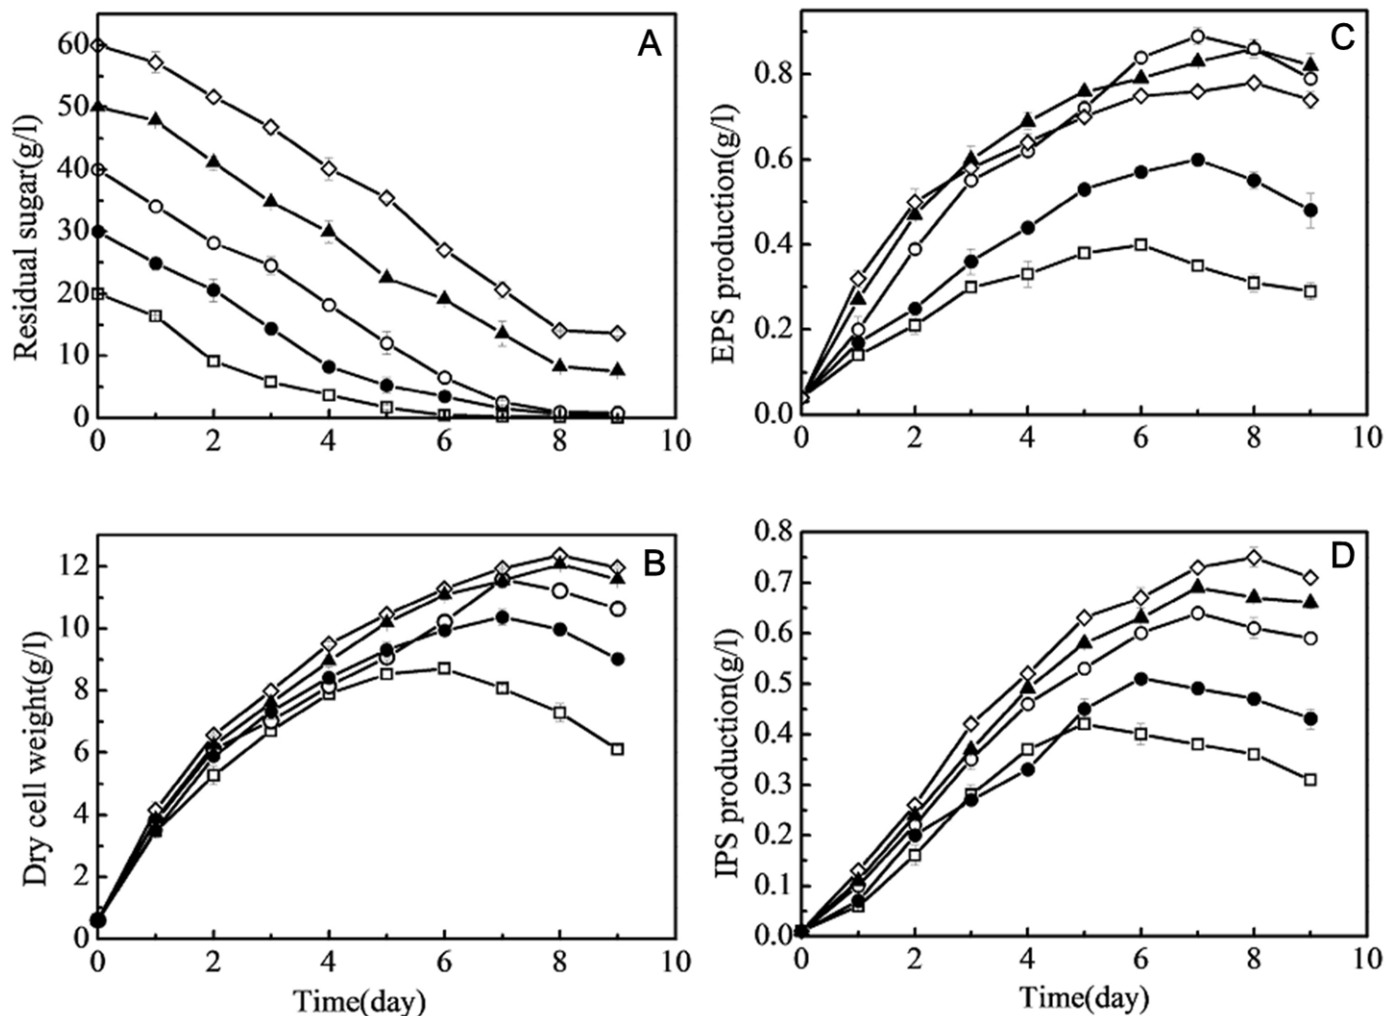 A
Residual sugar(g/l)
60
50
40
30
20
10
0
0 2 4 6 8 10
C
EPS production(g/l)
0.8
0.6
0.4
0.2
0.0
0 2 4 6 8 10
B
Dry cell weight(g/l)
12
10
8
6
4
2
0
0 2 4 6 8 10
Time(day)
D
IPS production(g/l)
0.8
0.7
0.6
0.5
0.4
0.3
0.2
0.1
0.0
0 2 4 6 8 10
Time(day)